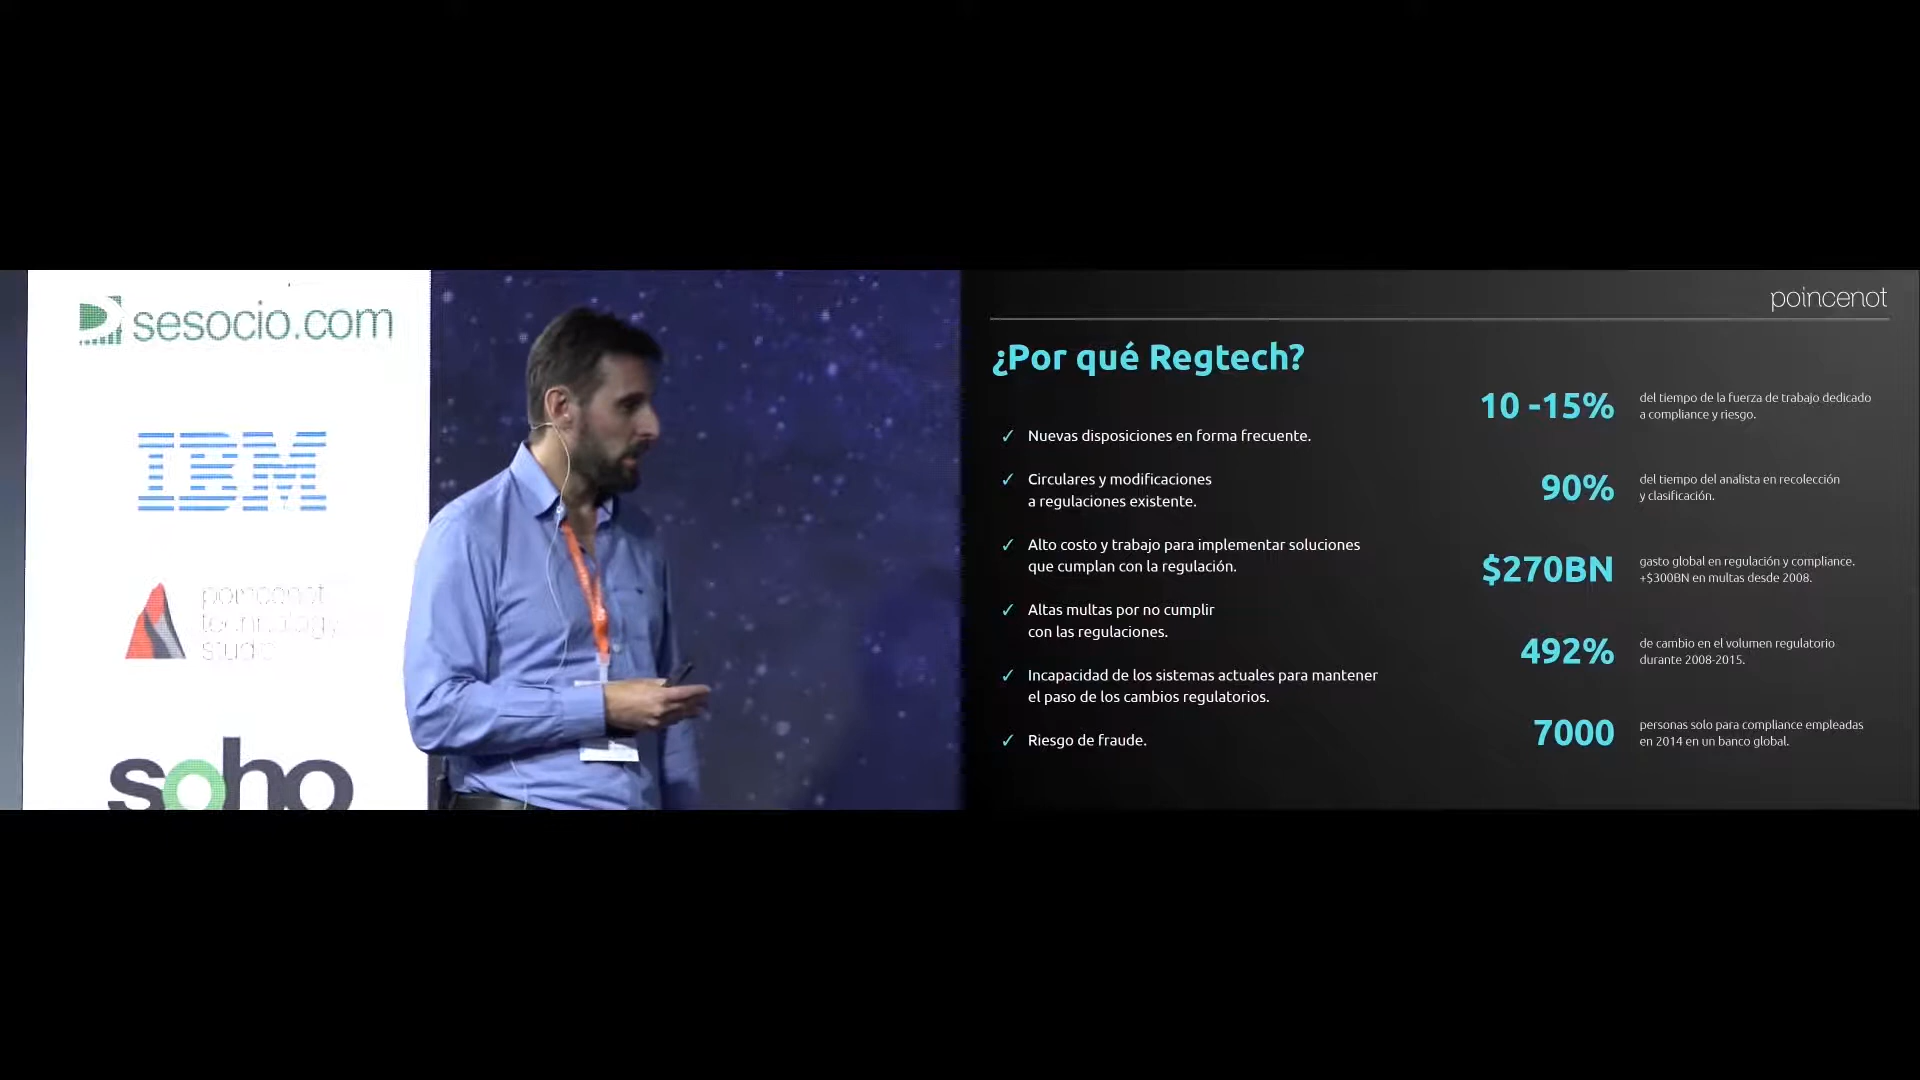 sesocio.com
IBM
poincenot
technology
studio
soho
poincenot
¿Por qué Regtech?
✓ Nuevas disposiciones en forma frecuente.
✓ Circulares y modificaciones
a regulaciones existente.
✓ Alto costo y trabajo para implementar soluciones
que cumplan con la regulación.
✓ Altas multas por no cumplir
con las regulaciones.
✓ Incapacidad de los sistemas actuales para mantener
el paso de los cambios regulatorios.
✓ Riesgo de fraude.
10 -15%
del tiempo de la fuerza de trabajo dedicado
a compliance y riesgo.
90%
del tiempo del analista en recolección
y clasificación.
$270BN
gasto global en regulación y compliance.
+$300BN en multas desde 2008.
492%
de cambio en el volumen regulatorio
durante 2008-2015.
7000
personas solo para compliance empleadas
en 2014 en un banco global.